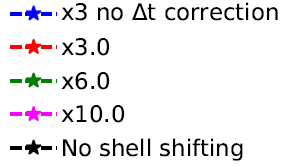 x3 no Δt correction
x3.0
x6.0
x10.0
No shell shifting